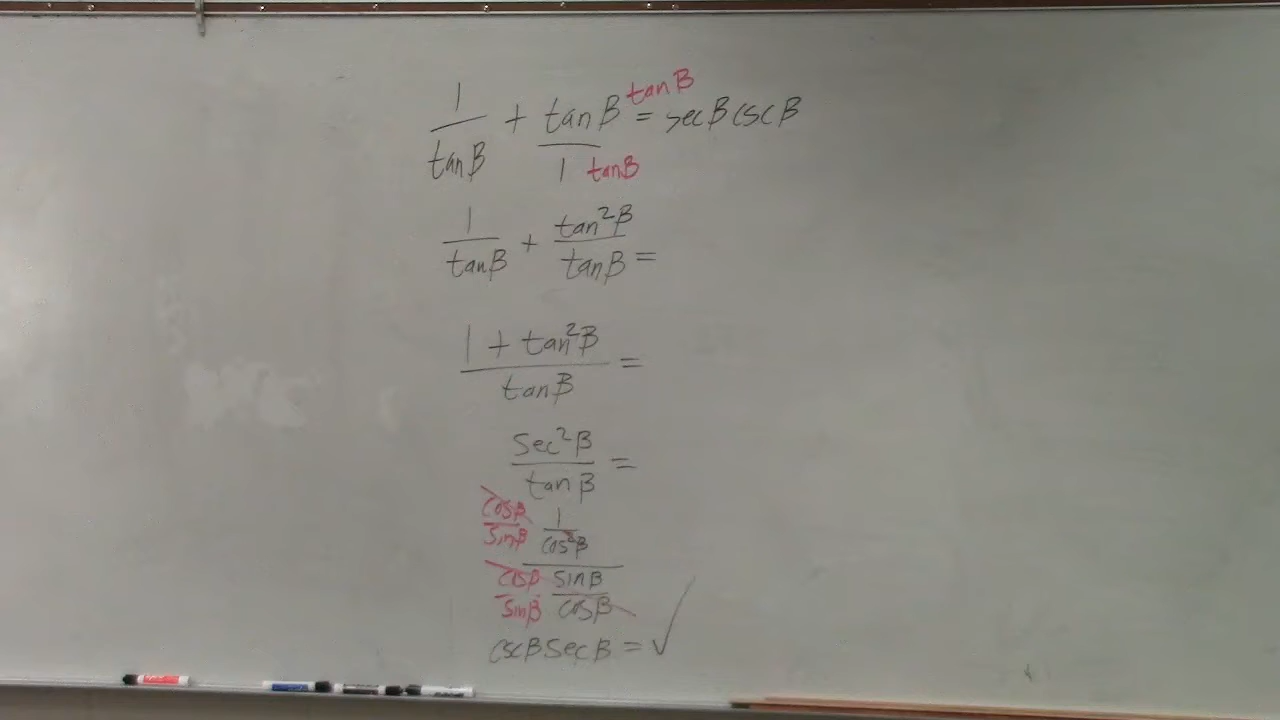 1/tanβ + tanβ/1 tanβ/tanβ = secβ cscβ
1/tanβ + tan²β/tanβ =
1 + tan²β/tanβ =
sec²β/tanβ =
cosβ/sinβ 1/cos²β
cosβ/sinβ sinβ/cosβ
cscβ secβ = ✓